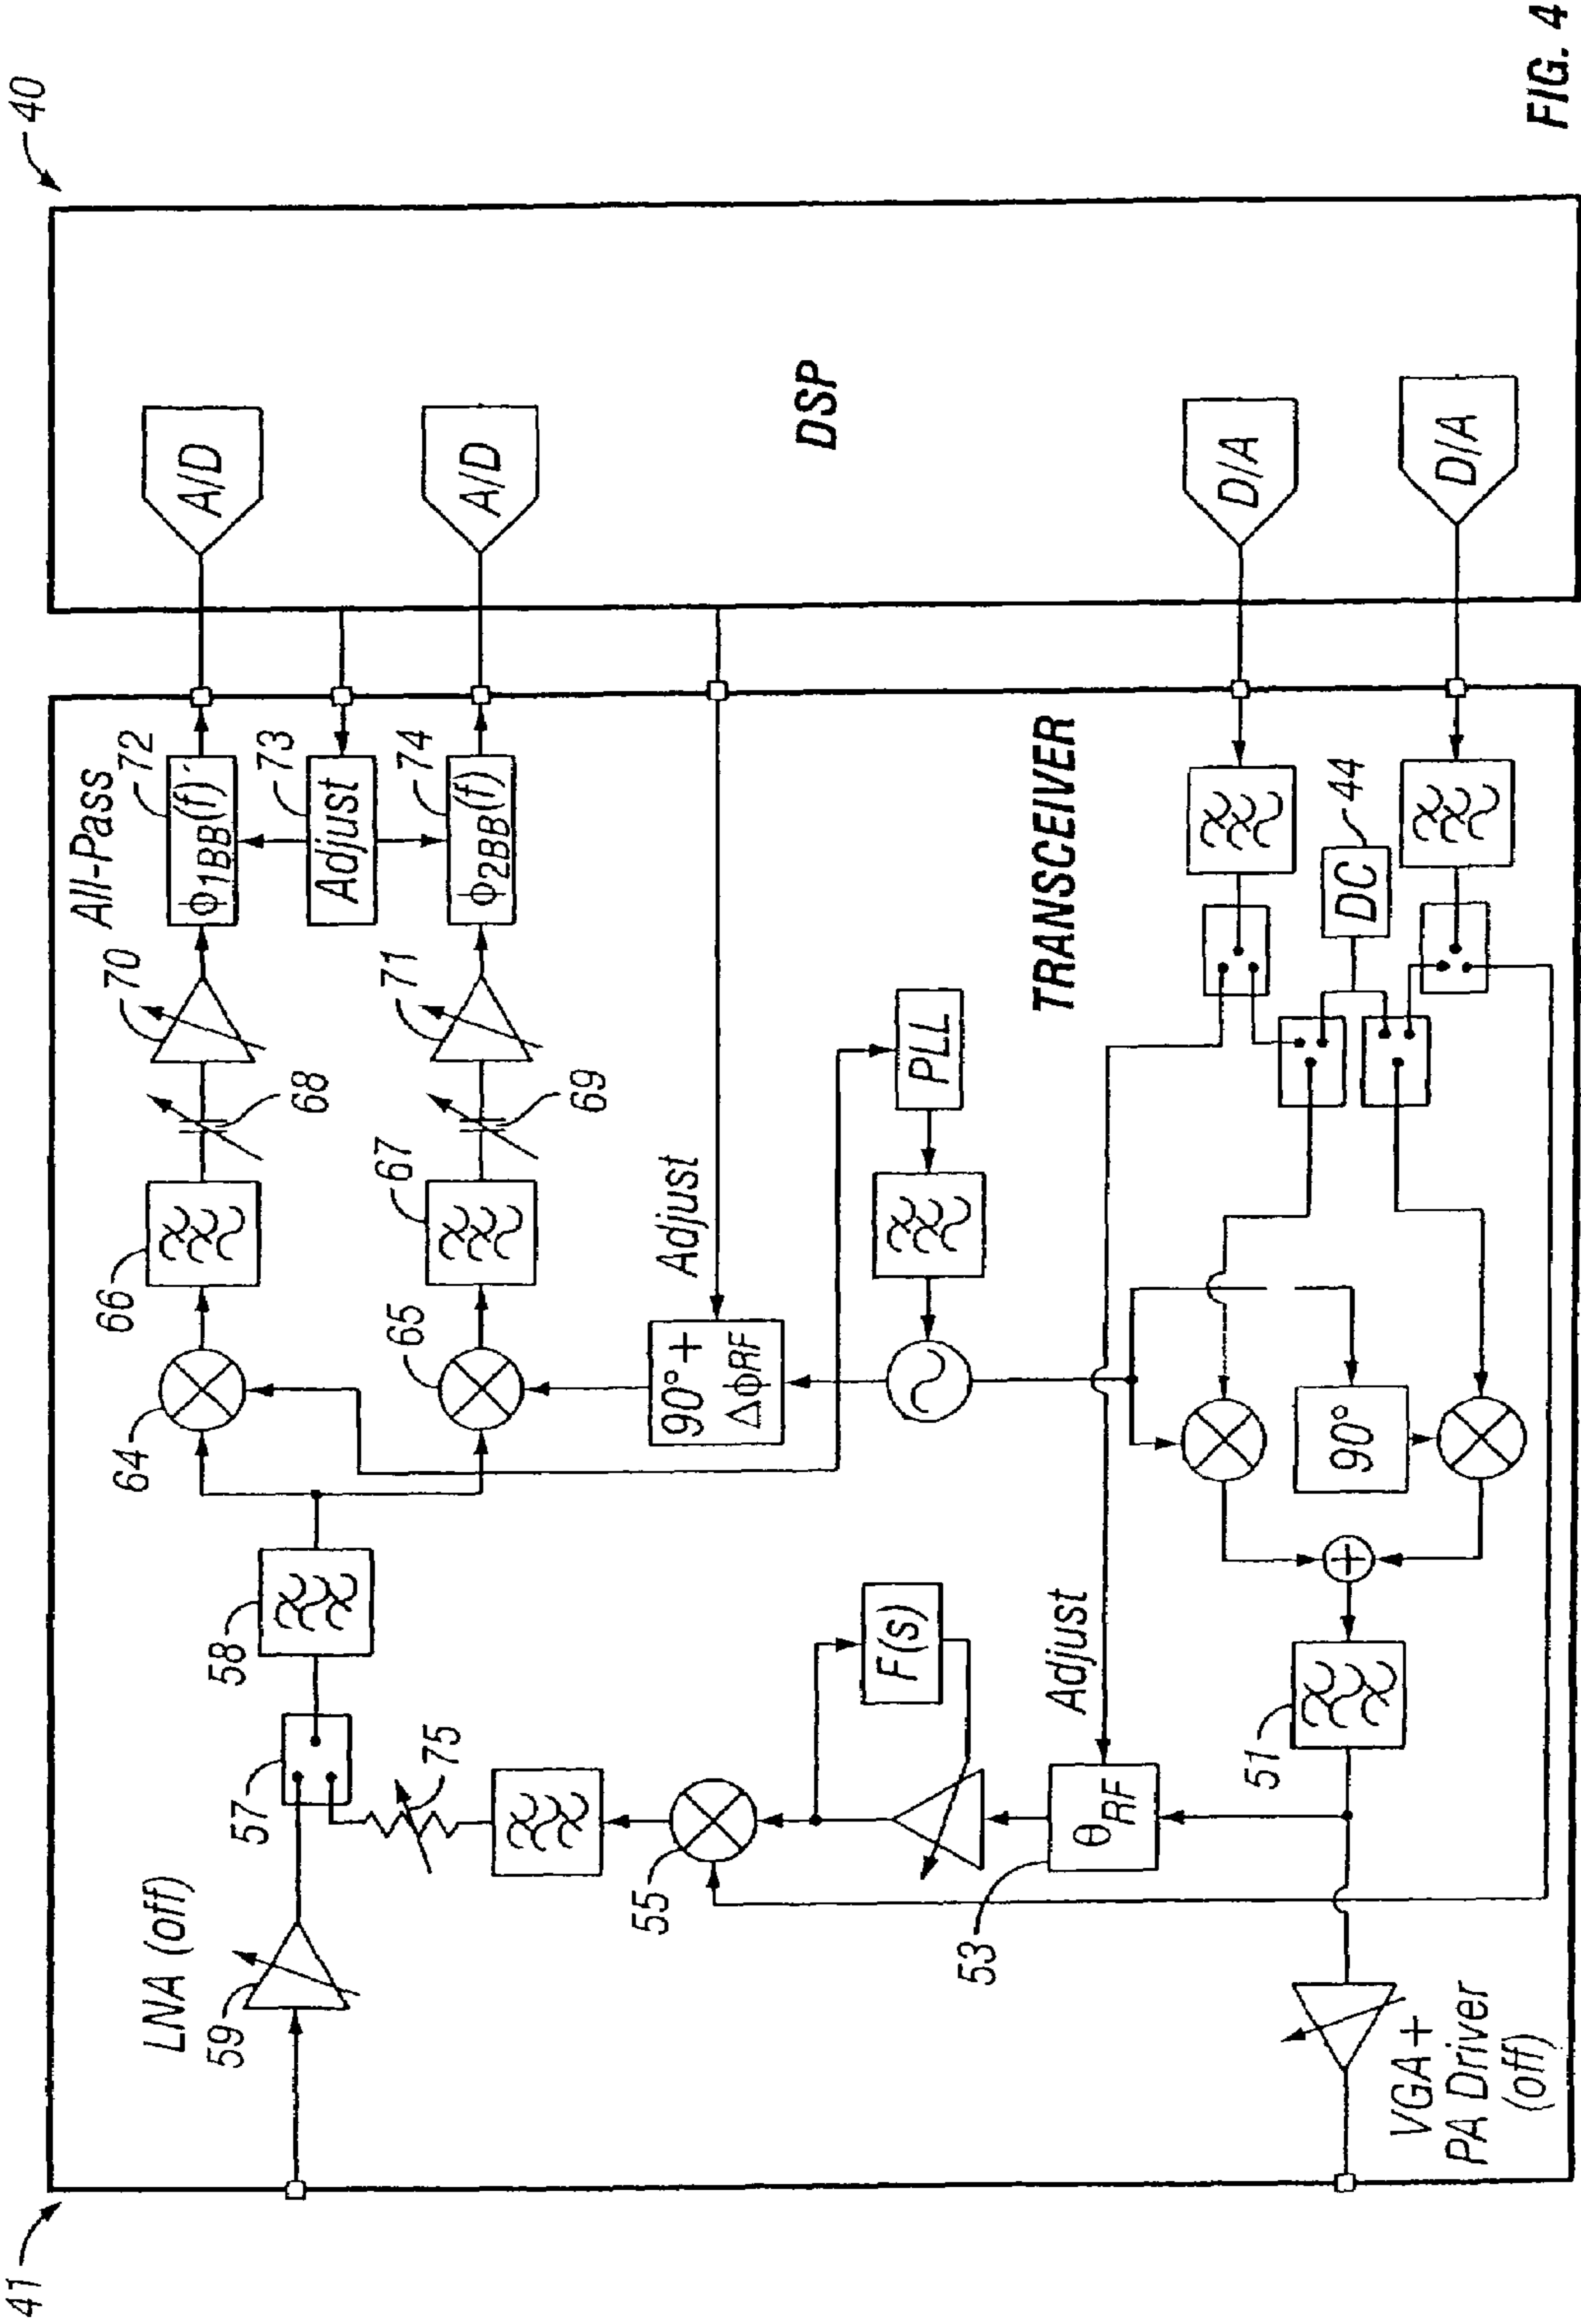 41
40
LNA (off)
59
57
58
64
66
68
70
All-Pass
72
ϕ1BB(f)
A/D
73
Adjust
74
ϕ2BB(f)
A/D
71
69
67
65
75
90°+
ΔϕRF
Adjust
PLL
F(s)
55
53
θRF
Adjust
TRANSCEIVER
DSP
D/A
44
DC
D/A
90°
51
VGA+
PA Driver
(off)
FIG. 4